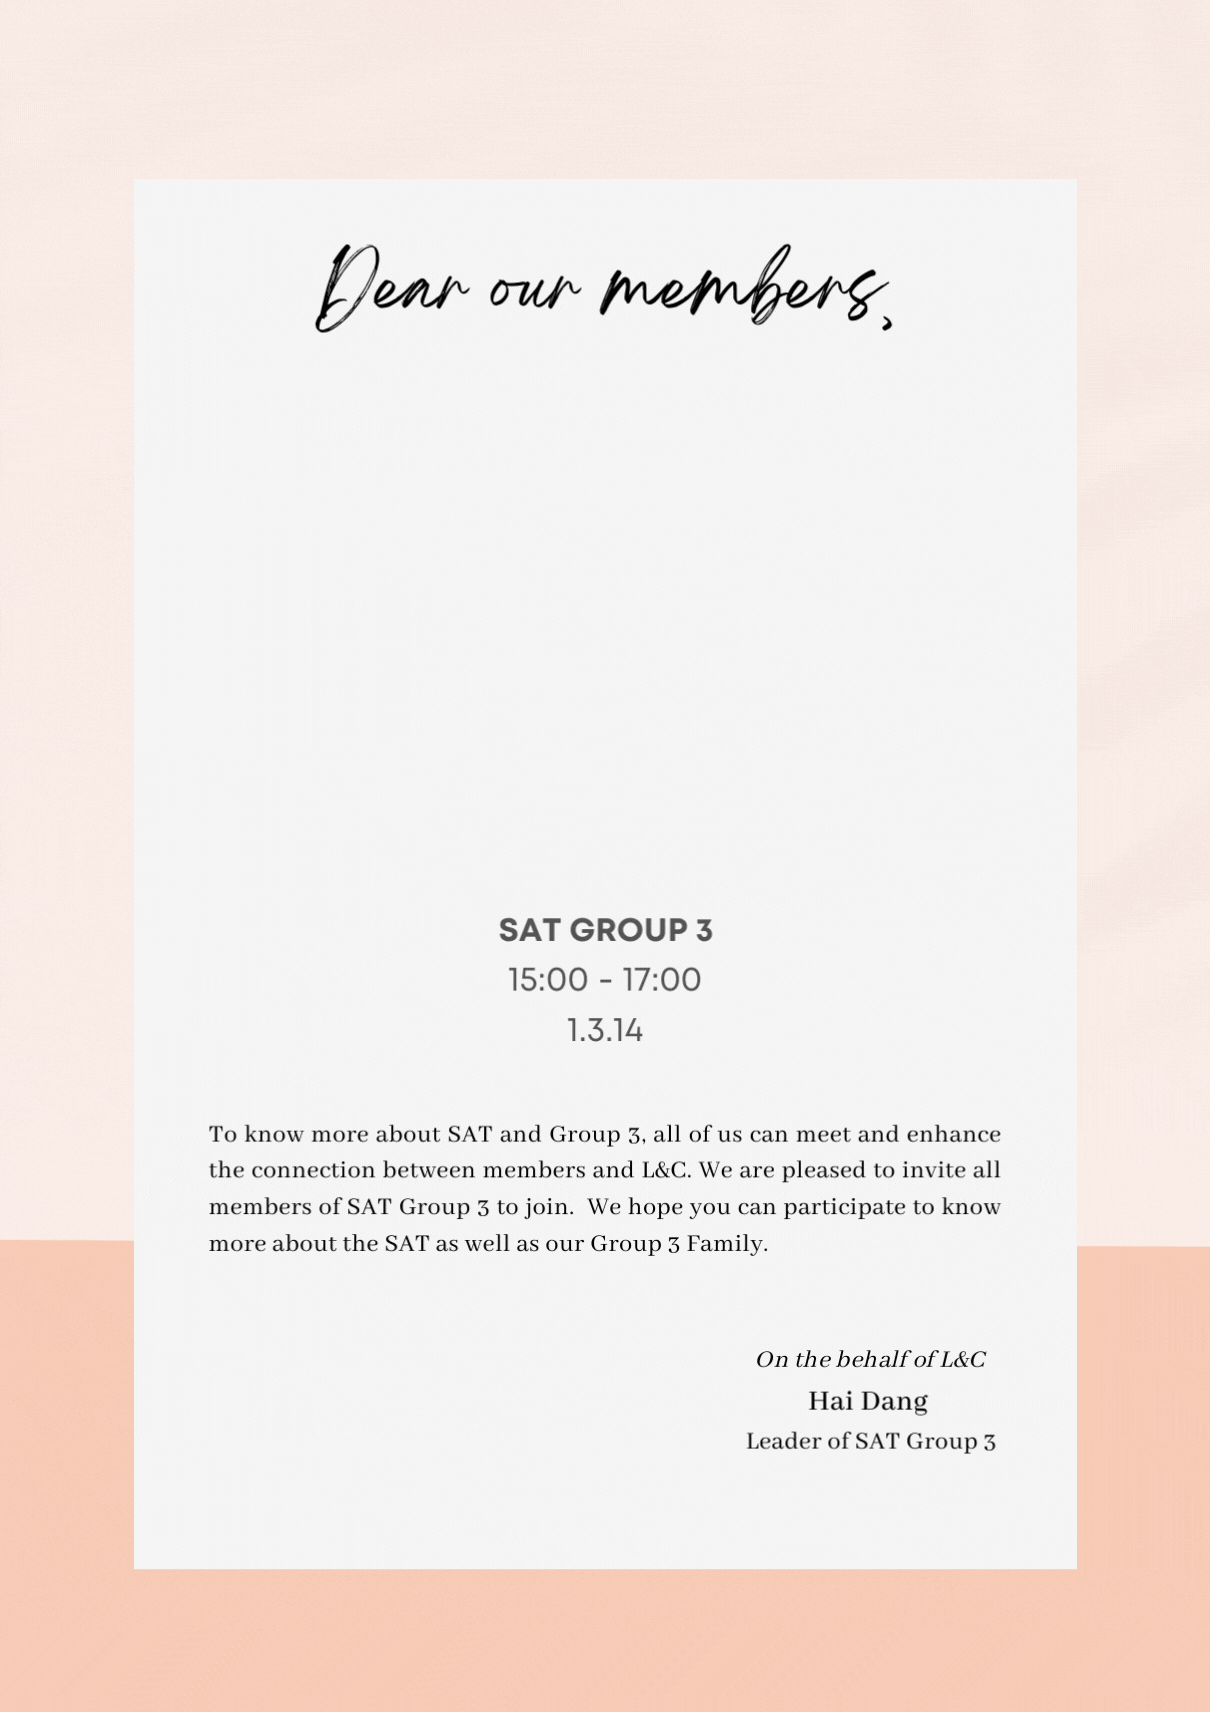 Dear our members,
SAT GROUP 3
15:00 - 17:00
1.3.14
To know more about SAT and Group 3, all of us can meet and enhance
the connection between members and L&C. We are pleased to invite all
members of SAT Group 3 to join.  We hope you can participate to know
more about the SAT as well as our Group 3 Family.
On the behalf of L&C
Hai Dang
Leader of SAT Group 3